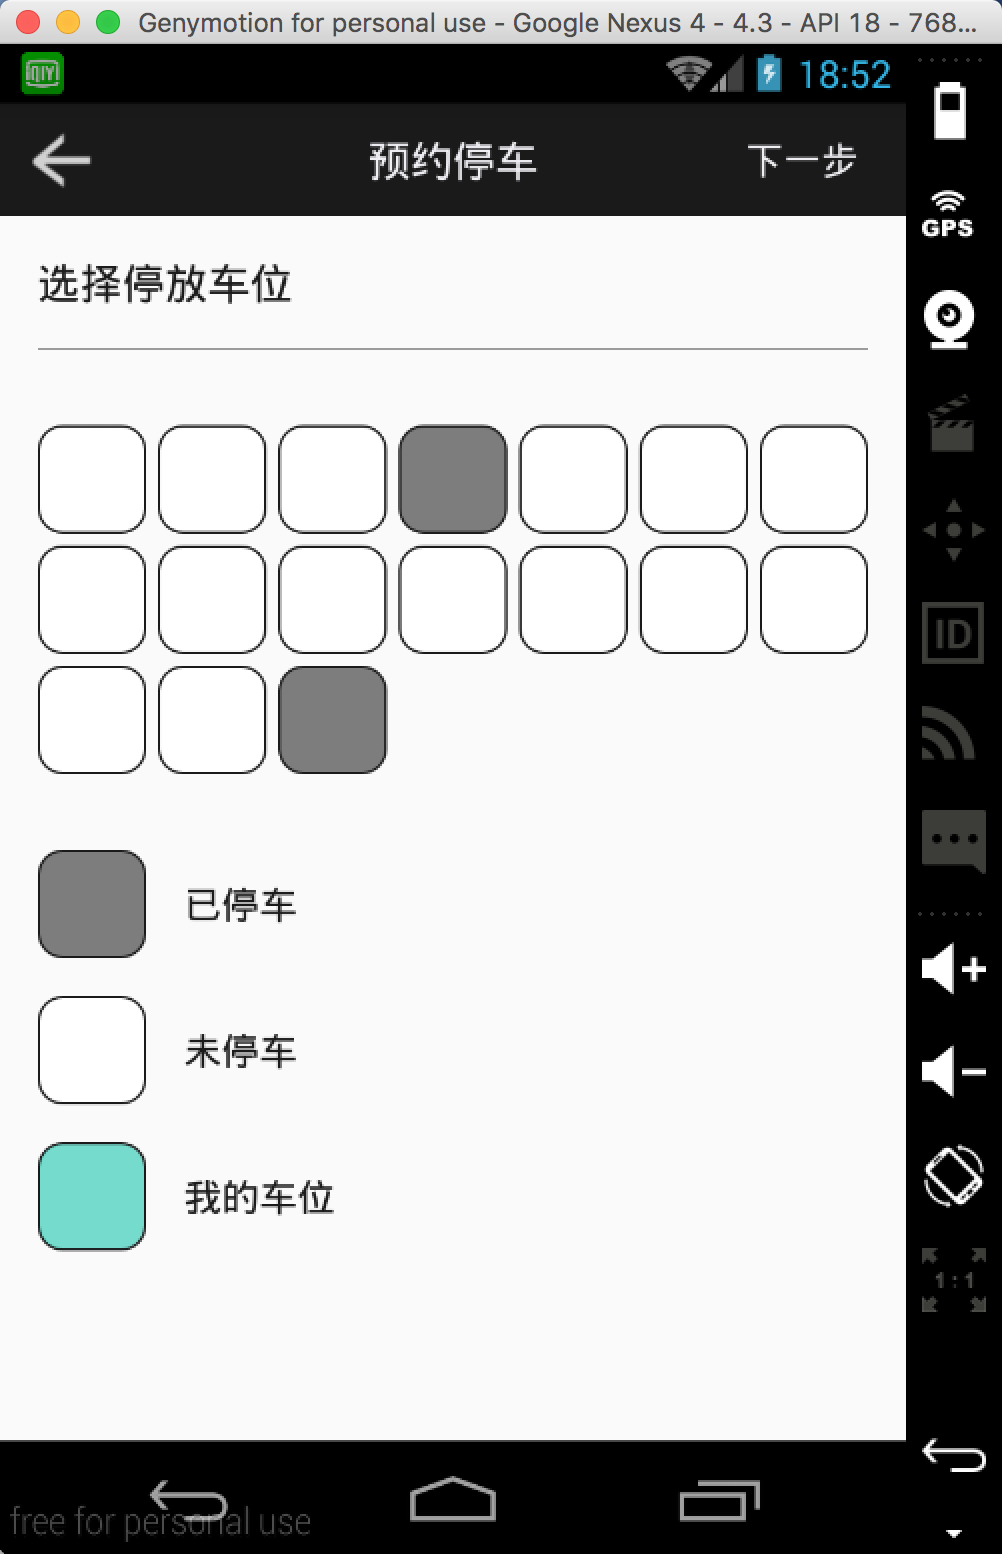 Genymotion for personal use - Google Nexus 4 - 4.3 - API 18 - 768...
QIY
18:52
预约停车
下一步
GPS
选择停放车位
ID
已停车
未停车
我的车位
1:1
free for personal use